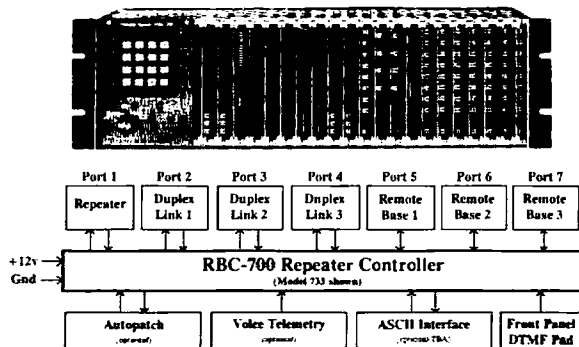 Port 1 Port 2 Port 3 Port 4 Port 5 Port 6 Port 7
Repeater
Duplex Link 1
Duplex Link 2
Duplex Link 3
Remote Base 1
Remote Base 2
Remote Base 3
+12v
Gnd
RBC-700 Repeater Controller
(Model 733 shown)
Autopatch
(optional)
Voice Telemetry
(optional)
ASCII Interface
(optional TBA)
Front Panel
DTMF Pad